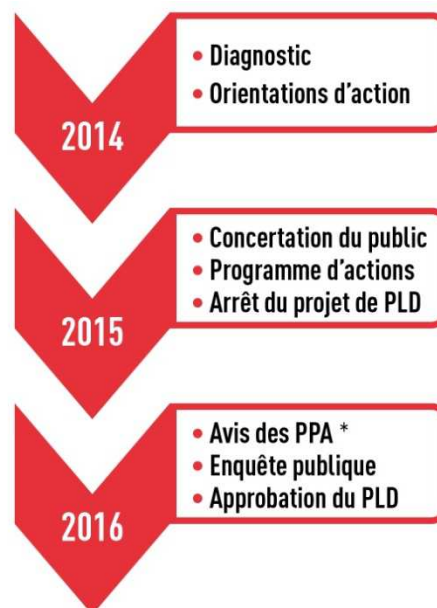 2014
• Diagnostic
• Orientations d'action
2015
• Concertation du public
• Programme d'actions
• Arrêt du projet de PLD
2016
• Avis des PPA *
• Enquête publique
• Approbation du PLD